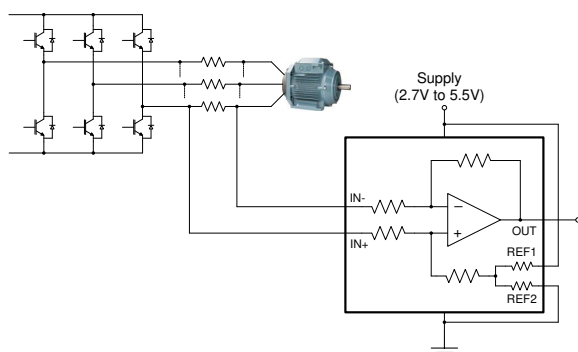 Supply
(2.7V to 5.5V)
IN-
−
+
OUT
IN+
REF1
REF2